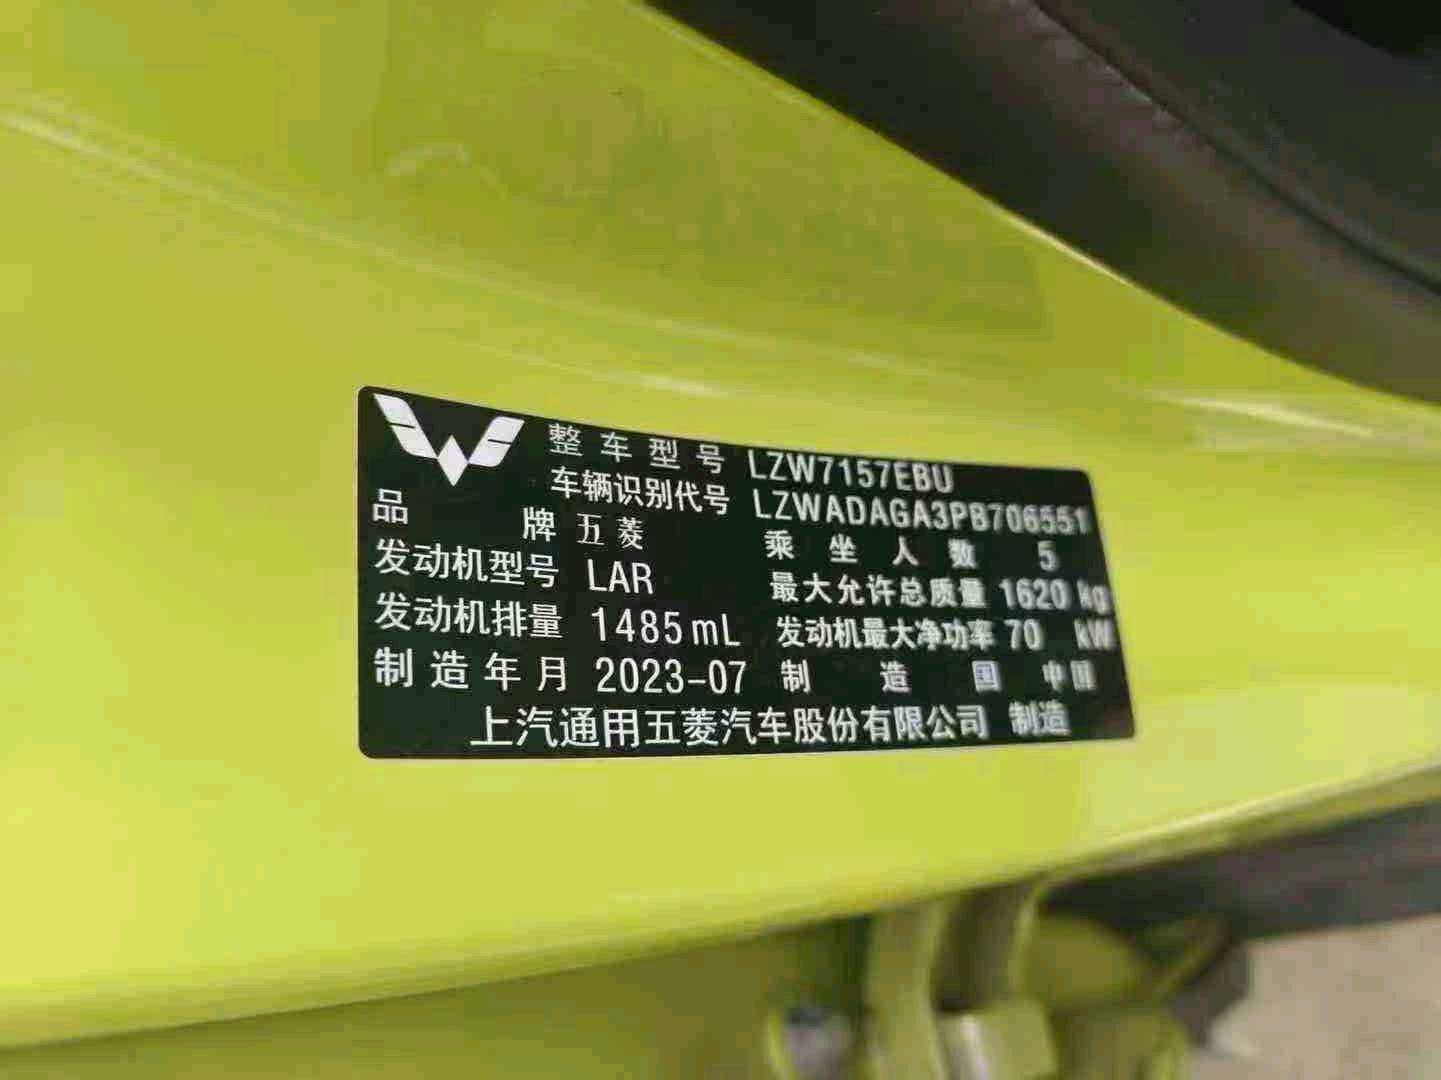 整车型号 LZW7157EBU
车辆识别代号 LZWADAGA3PB706551
品牌 五菱 乘坐人数 5
发动机型号 LAR 最大允许总质量 1620 kg
发动机排量 1485 mL 发动机最大净功率 70 kW
制造年月 2023-07 制造国 中国
上汽通用五菱汽车股份有限公司 制造